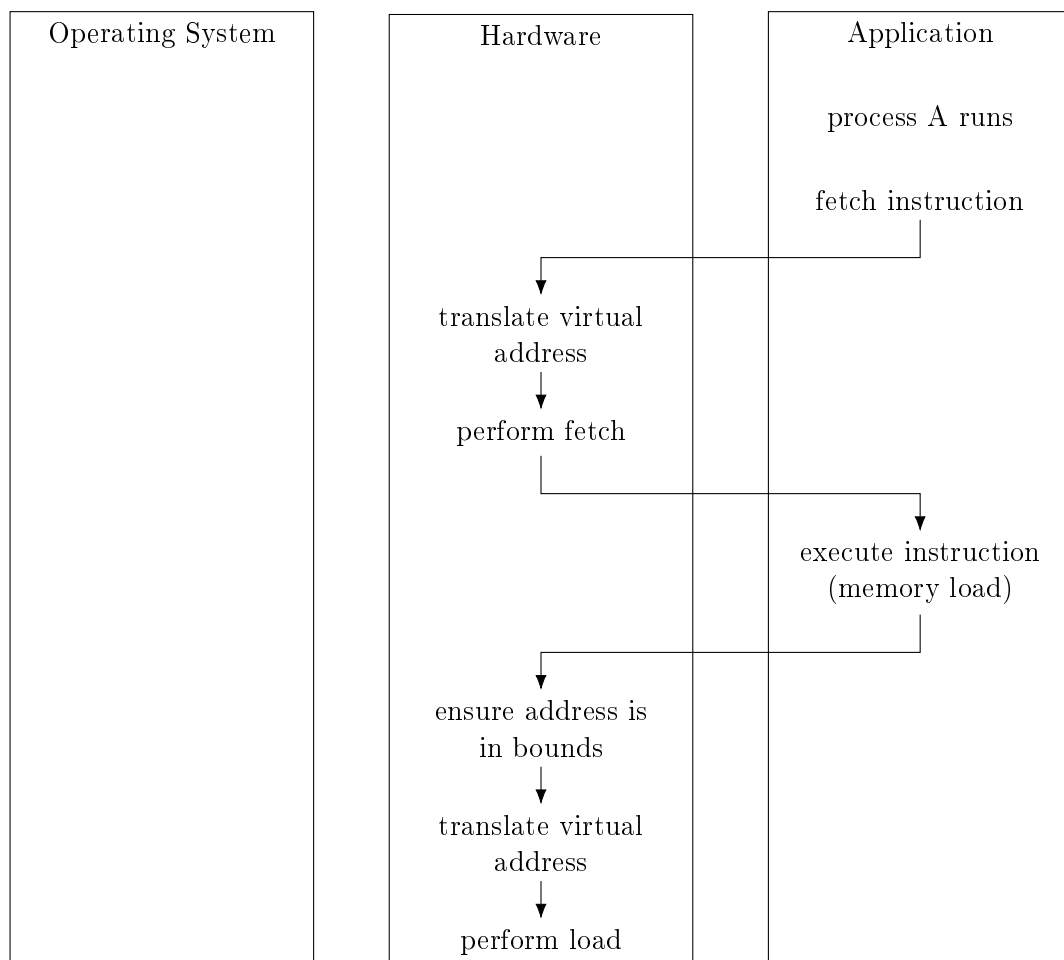 Operating System
Hardware
Application
process A runs
fetch instruction
translate virtual
address
perform fetch
execute instruction
(memory load)
ensure address is
in bounds
translate virtual
address
perform load